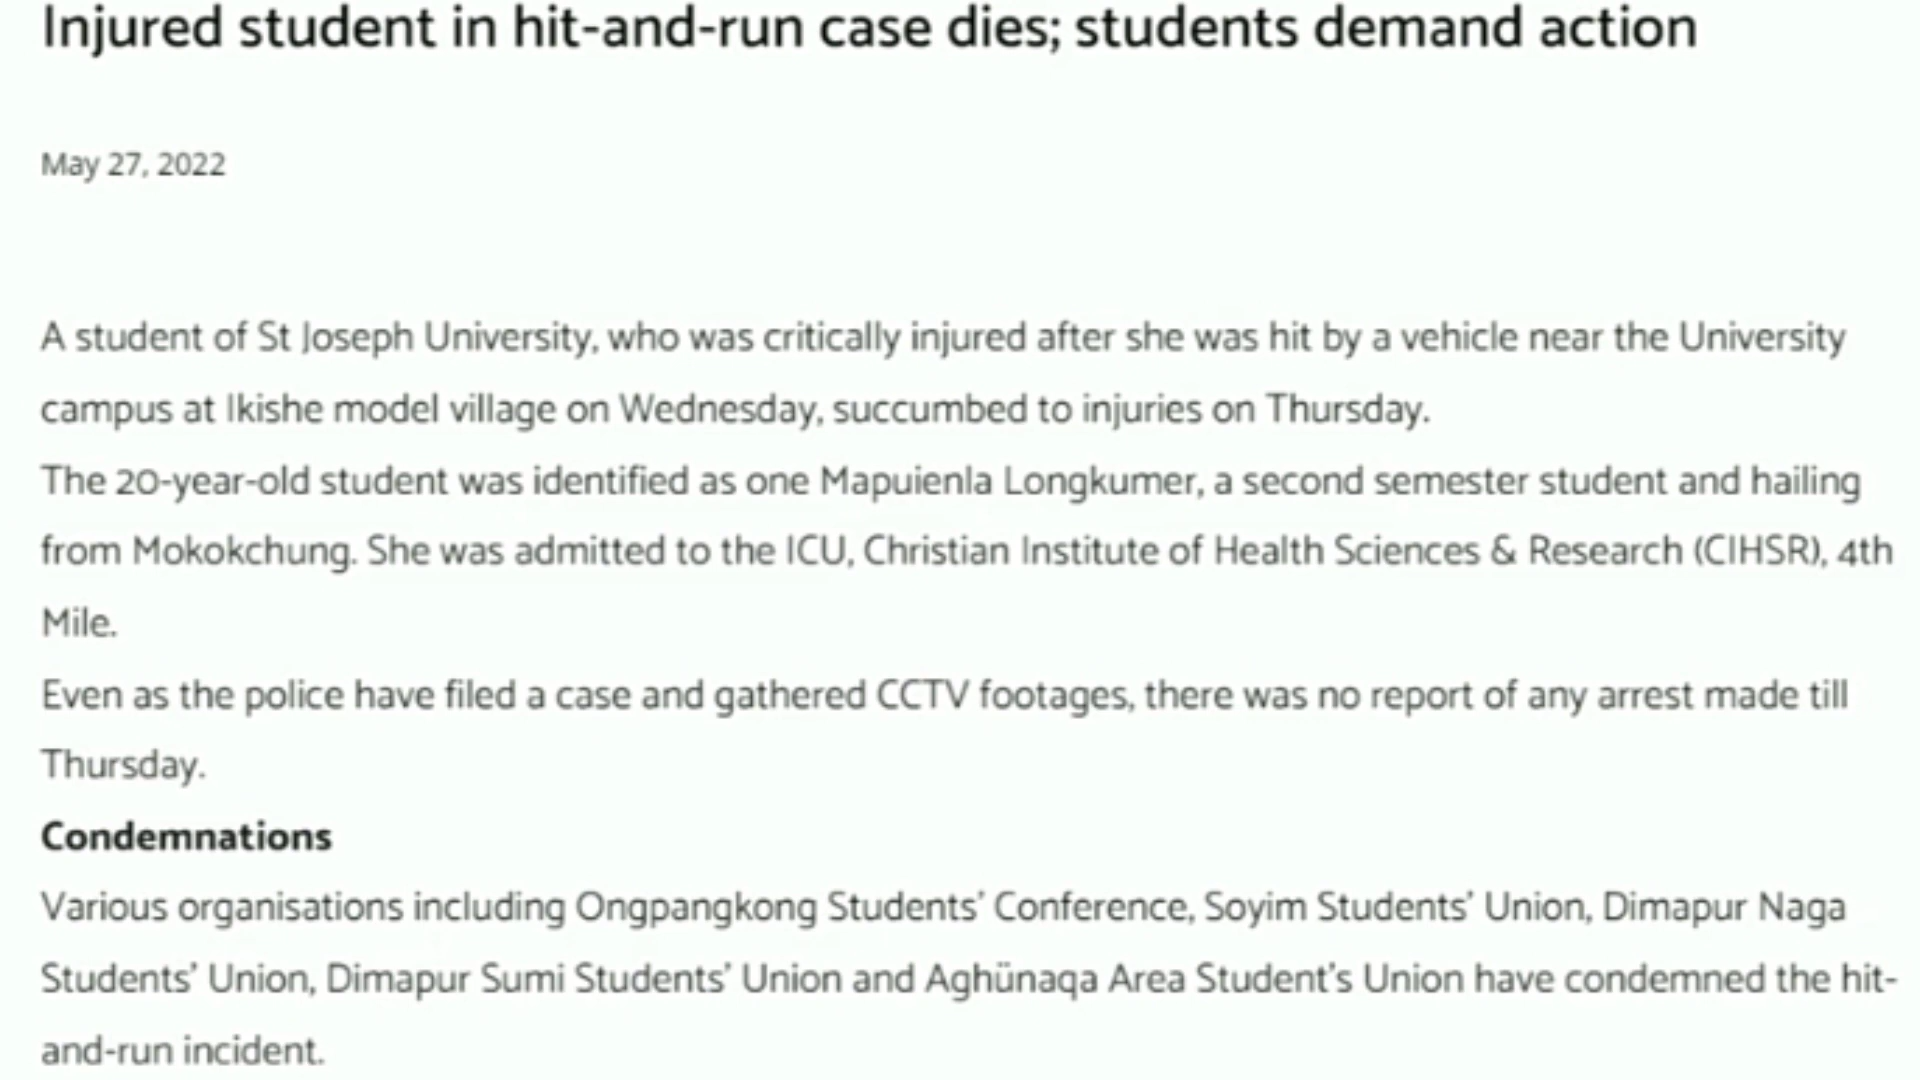 Injured student in hit-and-run case dies; students demand action
May 27, 2022
A student of St Joseph University, who was critically injured after she was hit by a vehicle near the University
campus at Ikishe model village on Wednesday, succumbed to injuries on Thursday.
The 20-year-old student was identified as one Mapuienla Longkumer, a second semester student and hailing
from Mokokchung. She was admitted to the ICU, Christian Institute of Health Sciences & Research (CIHSR), 4th
Mile.
Even as the police have filed a case and gathered CCTV footages, there was no report of any arrest made till
Thursday.
Condemnations
Various organisations including Ongpangkong Students' Conference, Soyim Students' Union, Dimapur Naga
Students' Union, Dimapur Sumi Students' Union and Aghünaqa Area Student's Union have condemned the hit-
and-run incident.